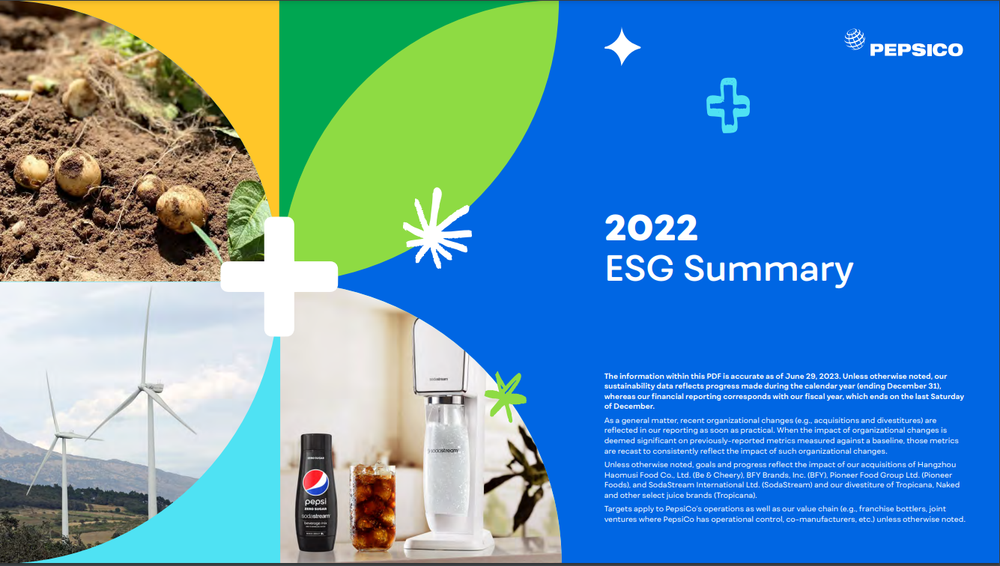 PEPSICO
2022
ESG Summary
The information within this PDF is accurate as of June 29, 2023. Unless otherwise noted, our
sustainability data reflects progress made during the calendar year (ending December 31),
whereas our financial reporting corresponds with our fiscal year, which ends on the last Saturday
of December.
As a general matter, recent organizational changes (e.g., acquisitions and divestitures) are
reflected in our reporting as soon as practical. When the impact of organizational changes is
deemed significant on previously-reported metrics measured against a baseline, those metrics
are recast to consistently reflect the impact of such organizational changes.
Unless otherwise noted, goals and progress reflect the impact of our acquisitions of Hangzhou
Haomusi Food Co., Ltd. (Be & Cheery), BFY Brands, Inc. (BFY), Pioneer Food Group Ltd. (Pioneer
Foods), and SodaStream International Ltd. (SodaStream) and our divestiture of Tropicana, Naked
and other select juice brands (Tropicana).
Targets apply to PepsiCo's operations as well as our value chain (e.g., franchise bottlers, joint
ventures where PepsiCo has operational control, co-manufacturers, etc.) unless otherwise noted.
sodastream
sodastream
ZERO SUGAR
pepsi
ZERO SUGAR
sodastream
beverage mix